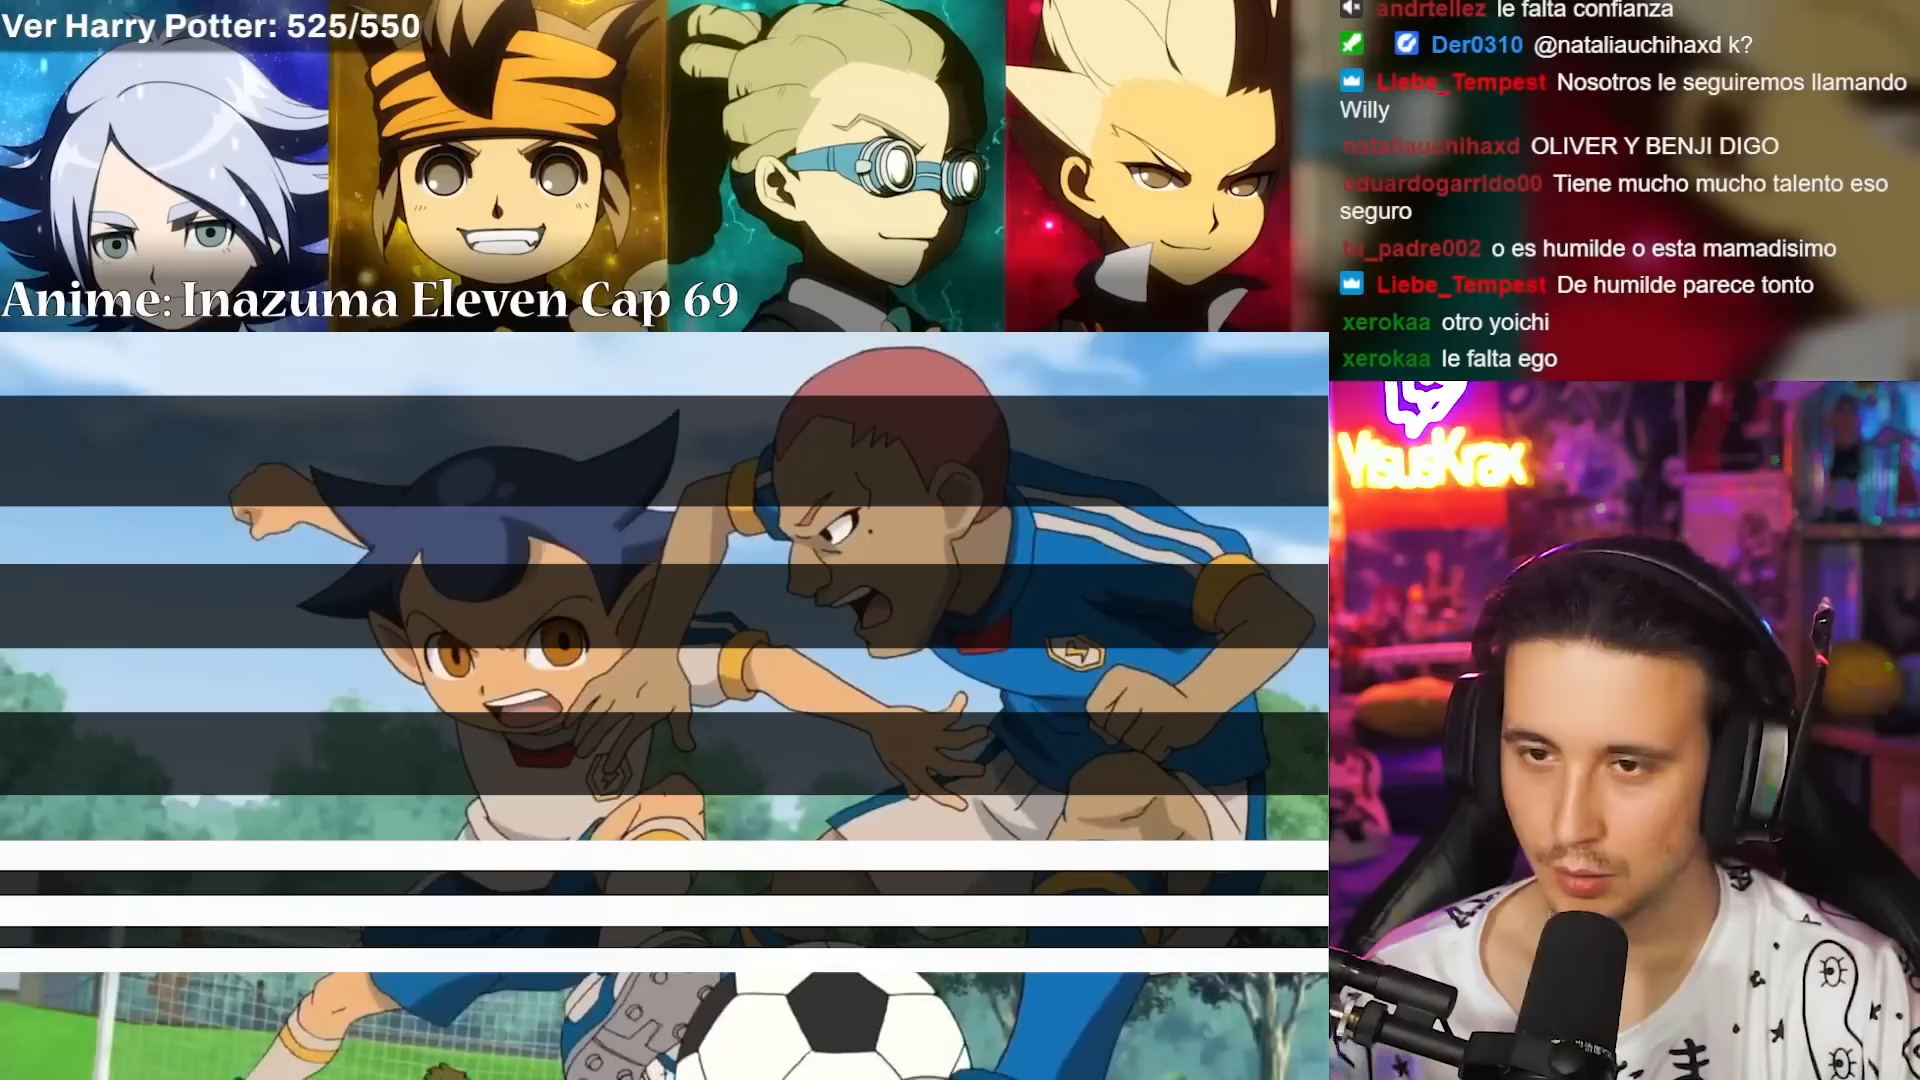 Ver Harry Potter: 525/550
Anime: Inazuma Eleven Cap 69
andrtellez le falta confianza
Der0310 @nataliauchihaxd k?
Liebe_Tempest Nosotros le seguiremos llamando
Willy
nataliauchihaxd OLIVER Y BENJI DIGO
eduardogarrido00 Tiene mucho mucho talento eso
seguro
tu_padre002 o es humilde o esta mamadisimo
Liebe_Tempest De humilde parece tonto
xerokaa otro yoichi
xerokaa le falta ego
VisusKrax